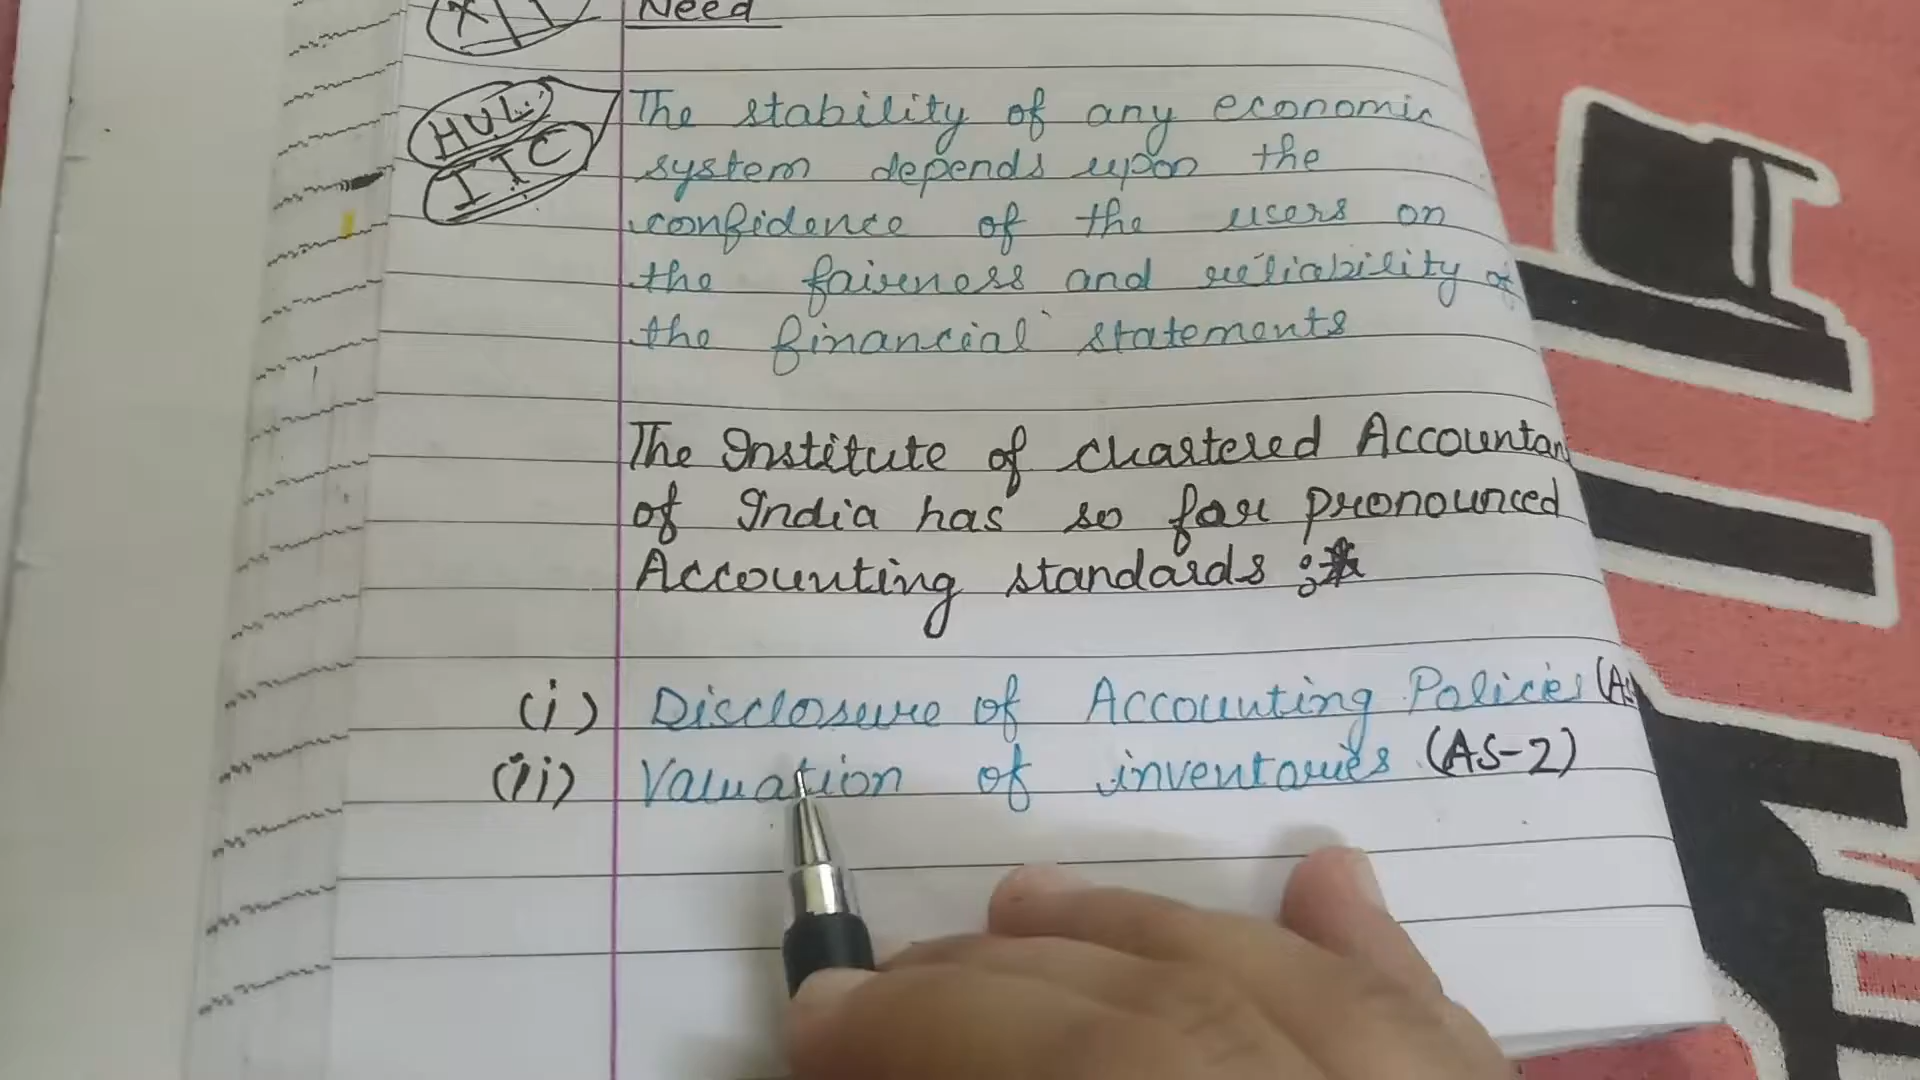 Need
HUL
ITC
The stability of any economic
system depends upon the
confidence of the users on
the fairness and reliability of
the financial statements
The Institute of chartered Accountan
of India has so far pronounced
Accounting standards :
(i) Disclosure of Accounting Policies (AS
(ii) Valuation of inventories (AS-2)